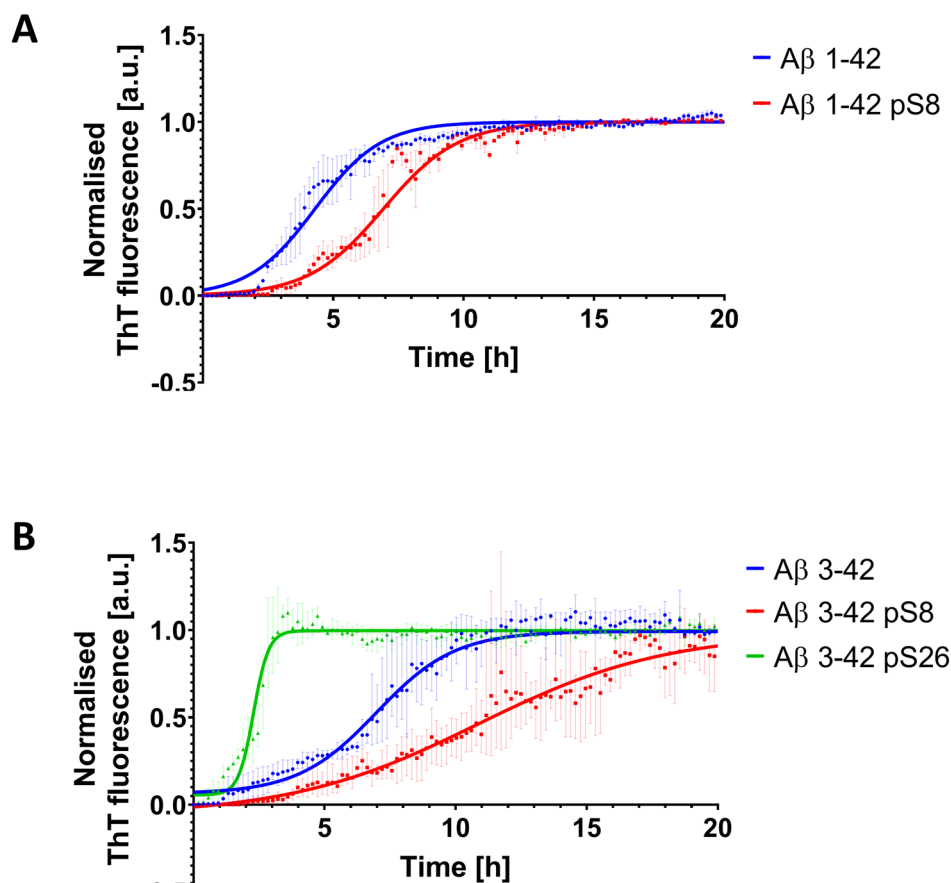 A
1.5
1.0
0.5
0.0
-0.5
Normalised
ThT fluorescence [a.u.]
5 10 15 20
Time [h]
Aβ 1-42
Aβ 1-42 pS8
B
1.5
1.0
0.5
0.0
Normalised
ThT fluorescence [a.u.]
5 10 15 20
Time [h]
Aβ 3-42
Aβ 3-42 pS8
Aβ 3-42 pS26